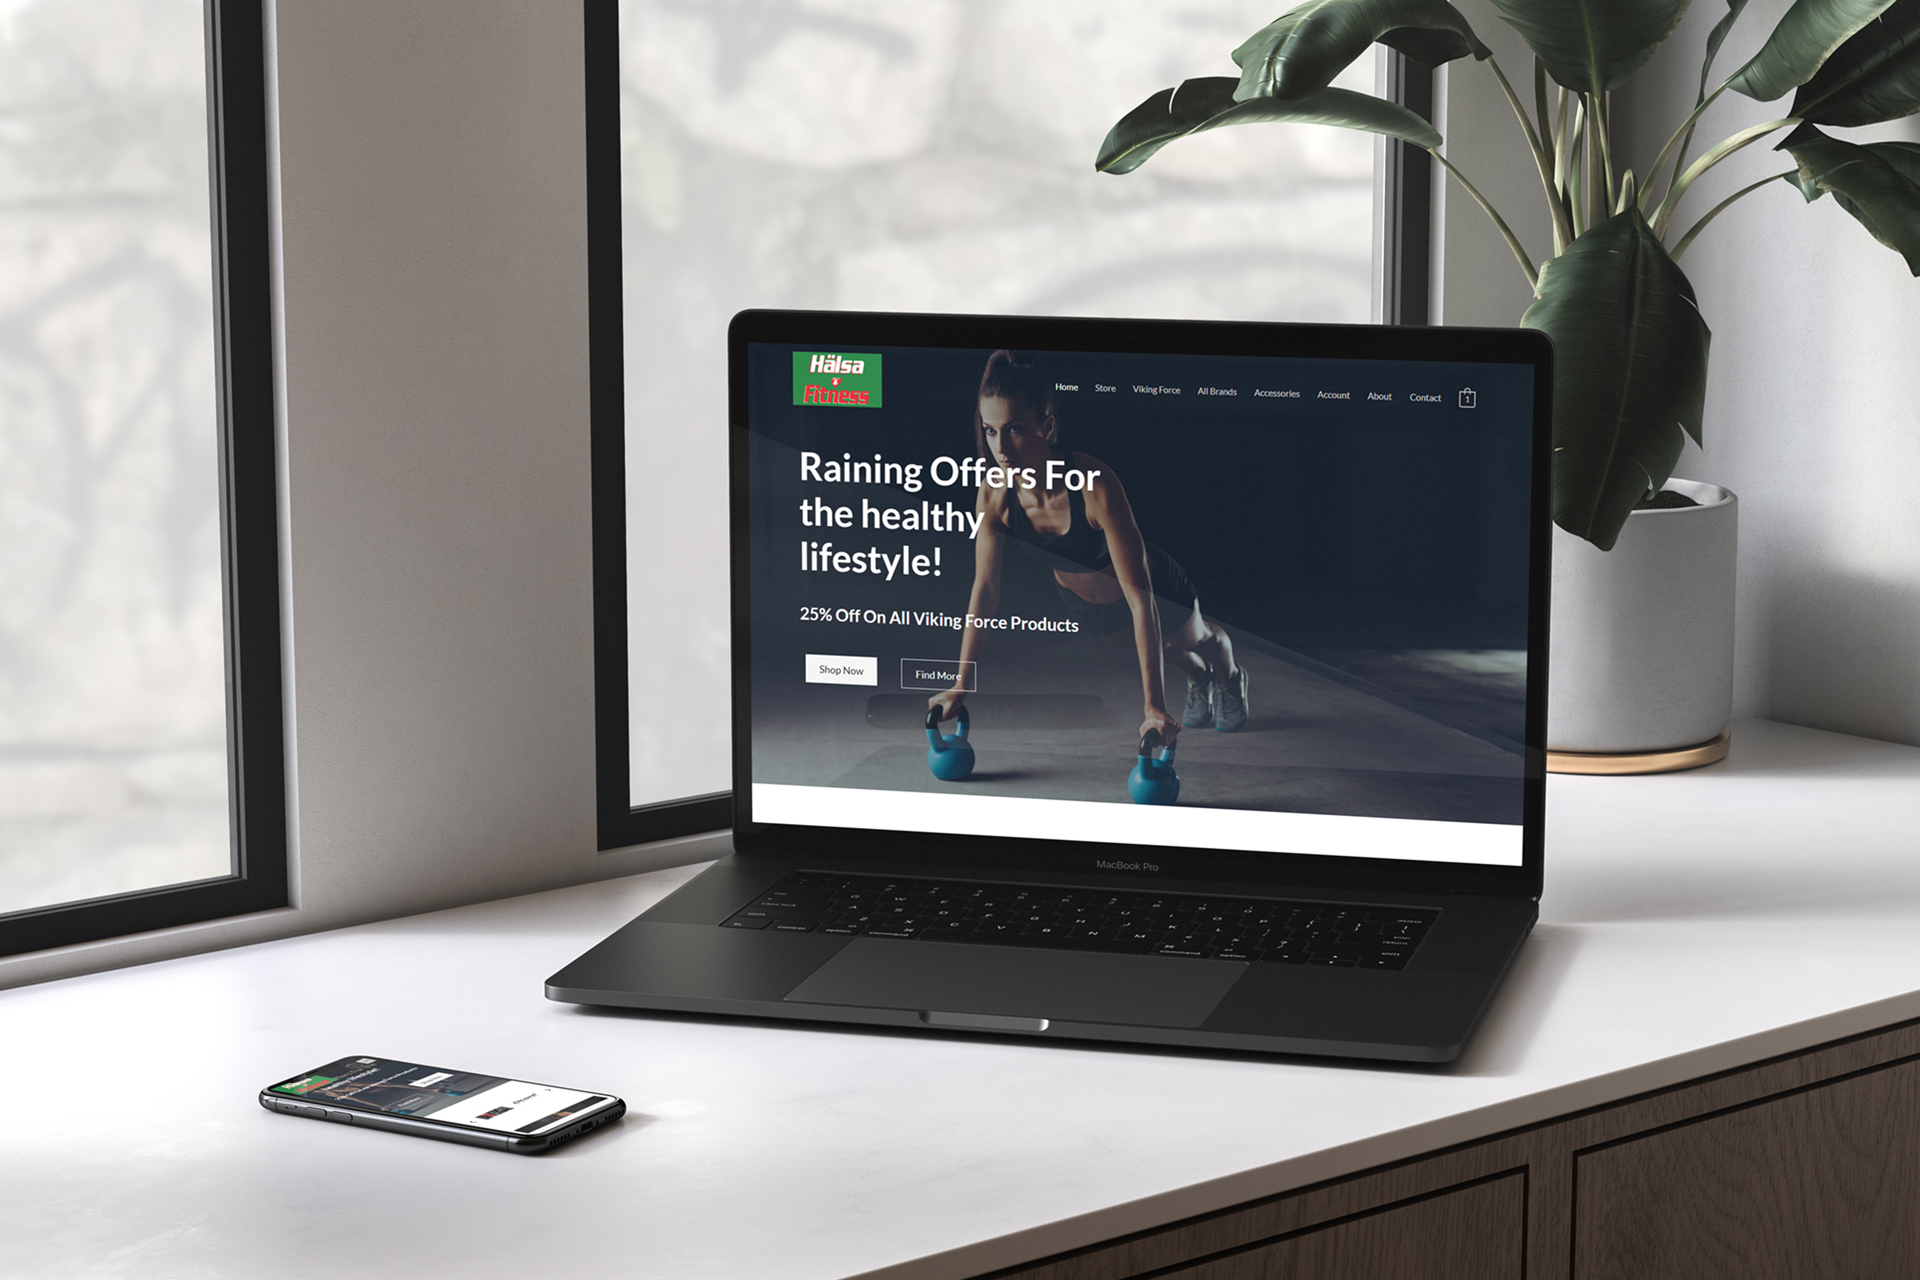 Hälsa
&
Fitness
Home Store Viking Force All Brands Accessories Account About Contact 1
Raining Offers For
the healthy
lifestyle!
25% Off On All Viking Force Products
Shop Now Find More
MacBook Pro